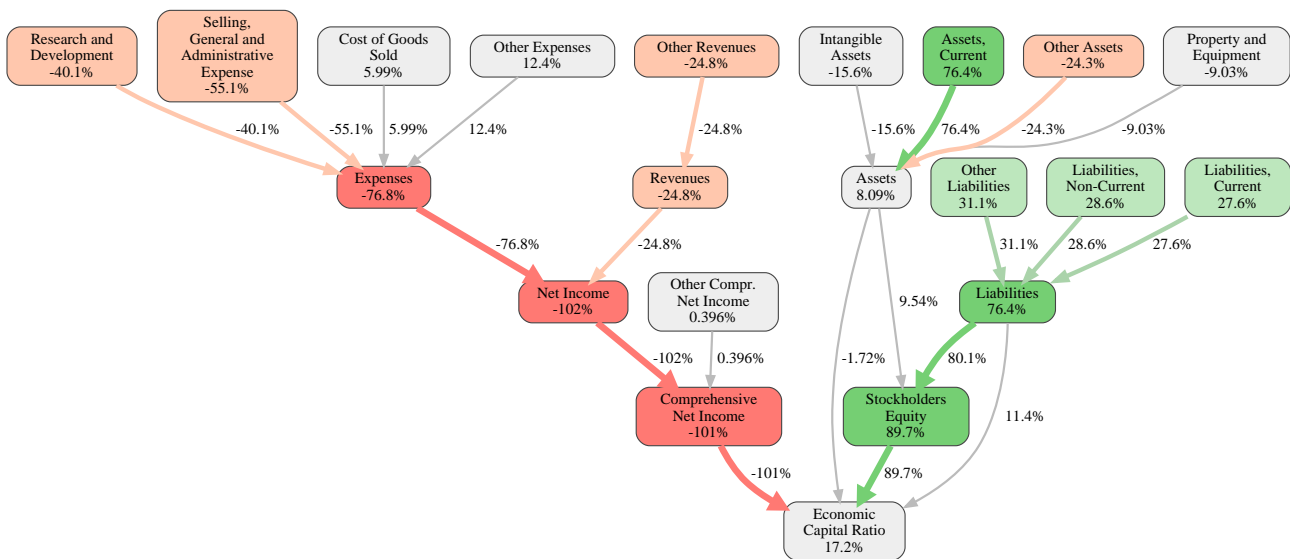 Research and
Development
-40.1%
Selling,
General and
Administrative
Expense
-55.1%
Cost of Goods
Sold
5.99%
Other Expenses
12.4%
Other Revenues
-24.8%
Intangible
Assets
-15.6%
Assets,
Current
76.4%
Other Assets
-24.3%
Property and
Equipment
-9.03%
-40.1%
-55.1%
5.99%
12.4%
-24.8%
-15.6%
76.4%
-24.3%
-9.03%
Expenses
-76.8%
Revenues
-24.8%
Assets
8.09%
Other
Liabilities
31.1%
Liabilities,
Non-Current
28.6%
Liabilities,
Current
27.6%
-76.8%
-24.8%
31.1%
28.6%
27.6%
Net Income
-102%
Other Compr.
Net Income
0.396%
9.54%
Liabilities
76.4%
-102%
0.396%
-1.72%
80.1%
Comprehensive
Net Income
-101%
Stockholders
Equity
89.7%
11.4%
-101%
89.7%
Economic
Capital Ratio
17.2%